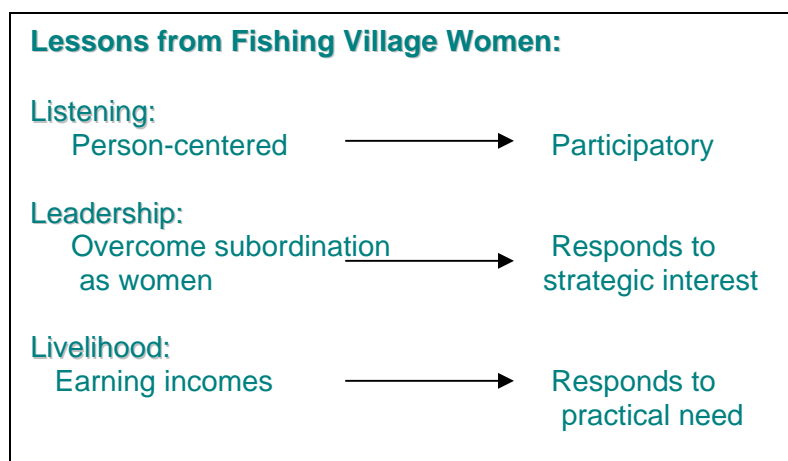 Lessons from Fishing Village Women:
Listening:
Person-centered Participatory
Leadership:
Overcome subordination Responds to
as women strategic interest
Livelihood:
Earning incomes Responds to
practical need